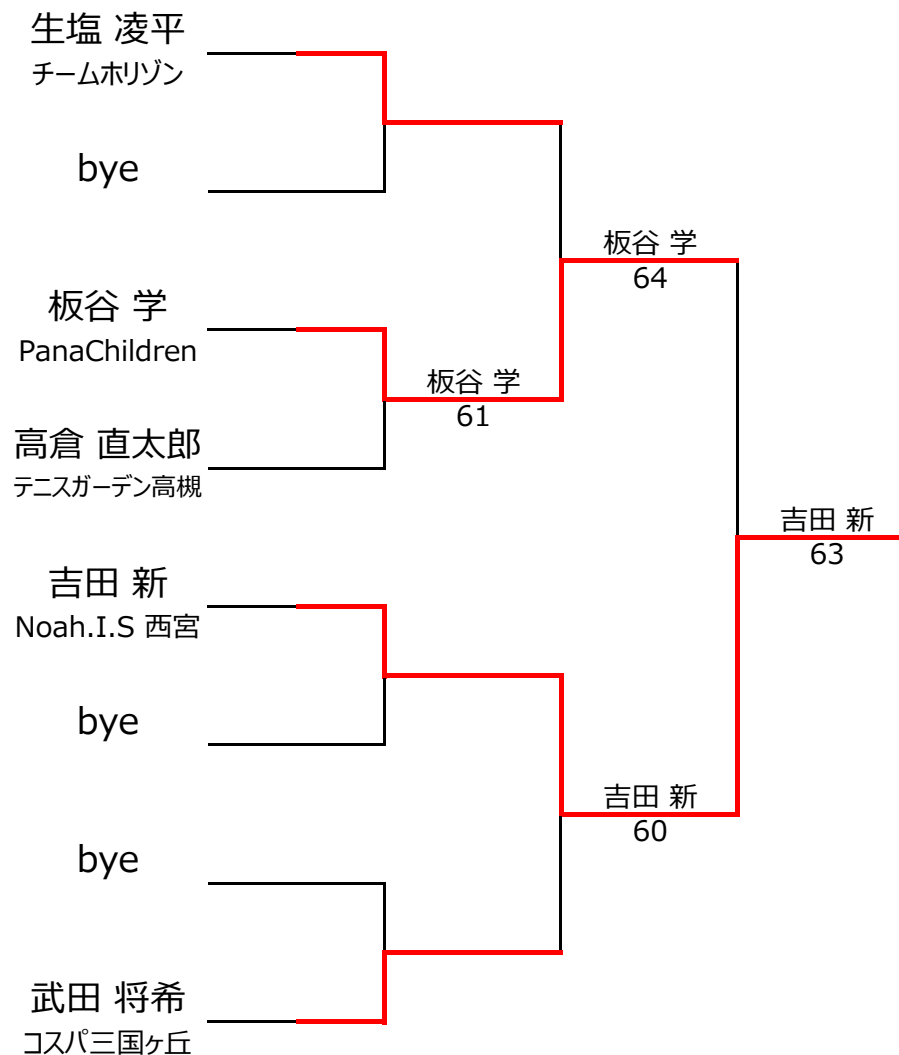 生塩 凌平
チームホリゾン
bye
板谷 学
64
板谷 学
PanaChildren
板谷 学
61
高倉 直太郎
テニスガーデン高槻
吉田 新
63
吉田 新
Noah.I.S 西宮
bye
吉田 新
60
bye
武田 将希
コスパ三国ヶ丘